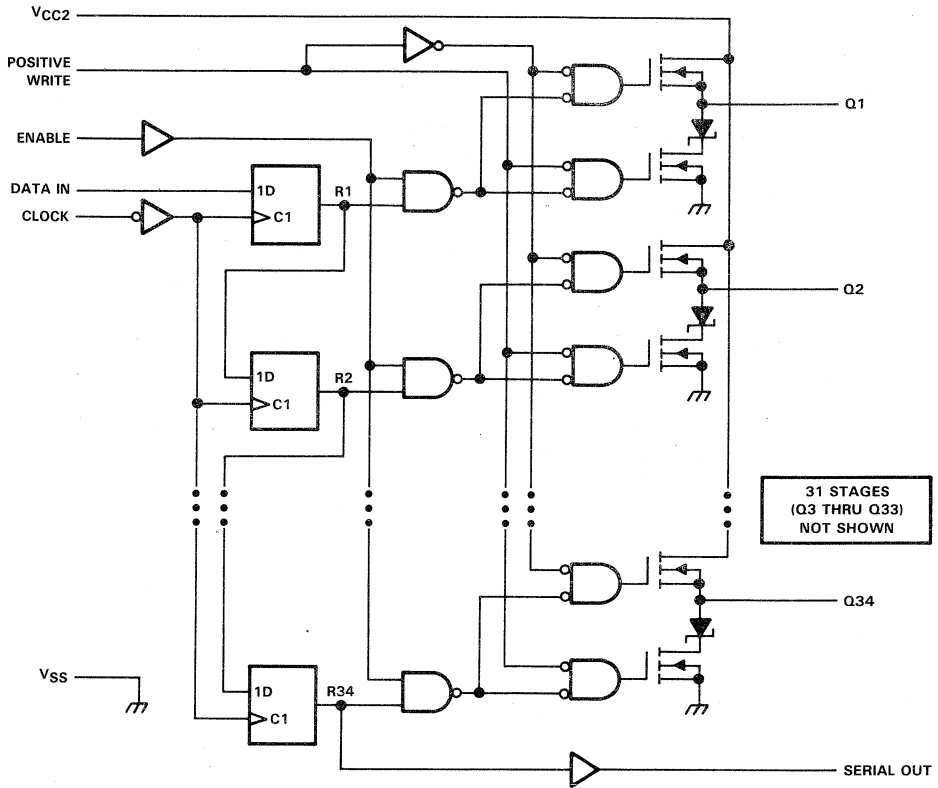 VCC2
POSITIVE
WRITE
Q1
ENABLE
DATA IN
1D
R1
CLOCK
C1
Q2
1D
R2
C1
31 STAGES
(Q3 THRU Q33)
NOT SHOWN
Q34
VSS
1D
R34
C1
SERIAL OUT